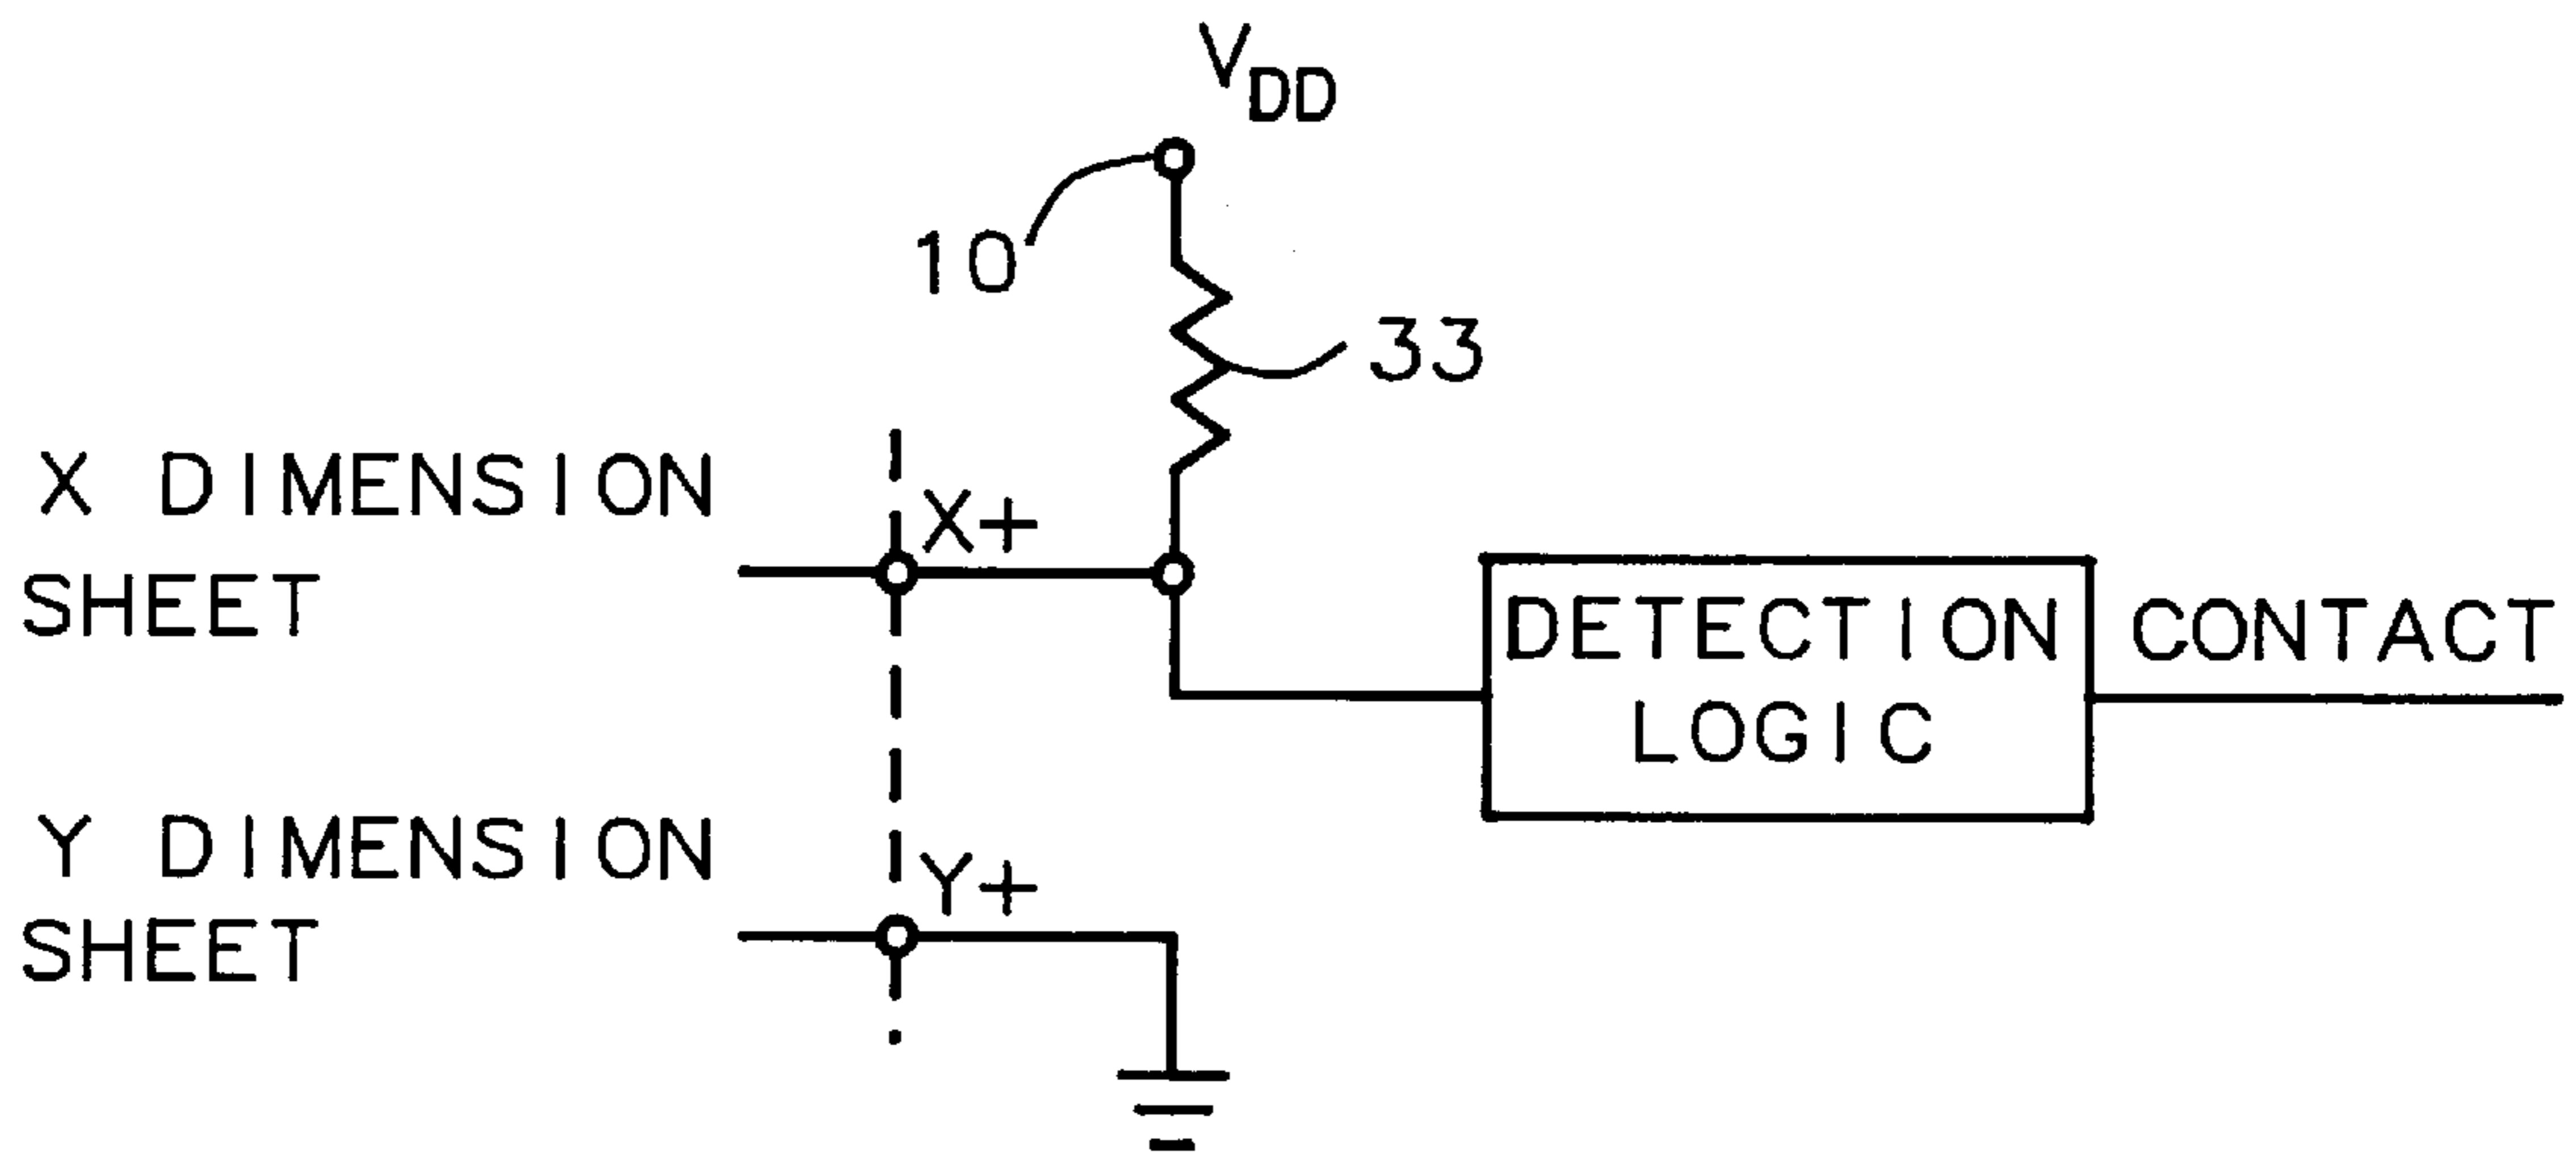 VDD
10
33
X DIMENSION
SHEET
X+
DETECTION
LOGIC
CONTACT
Y DIMENSION
SHEET
Y+